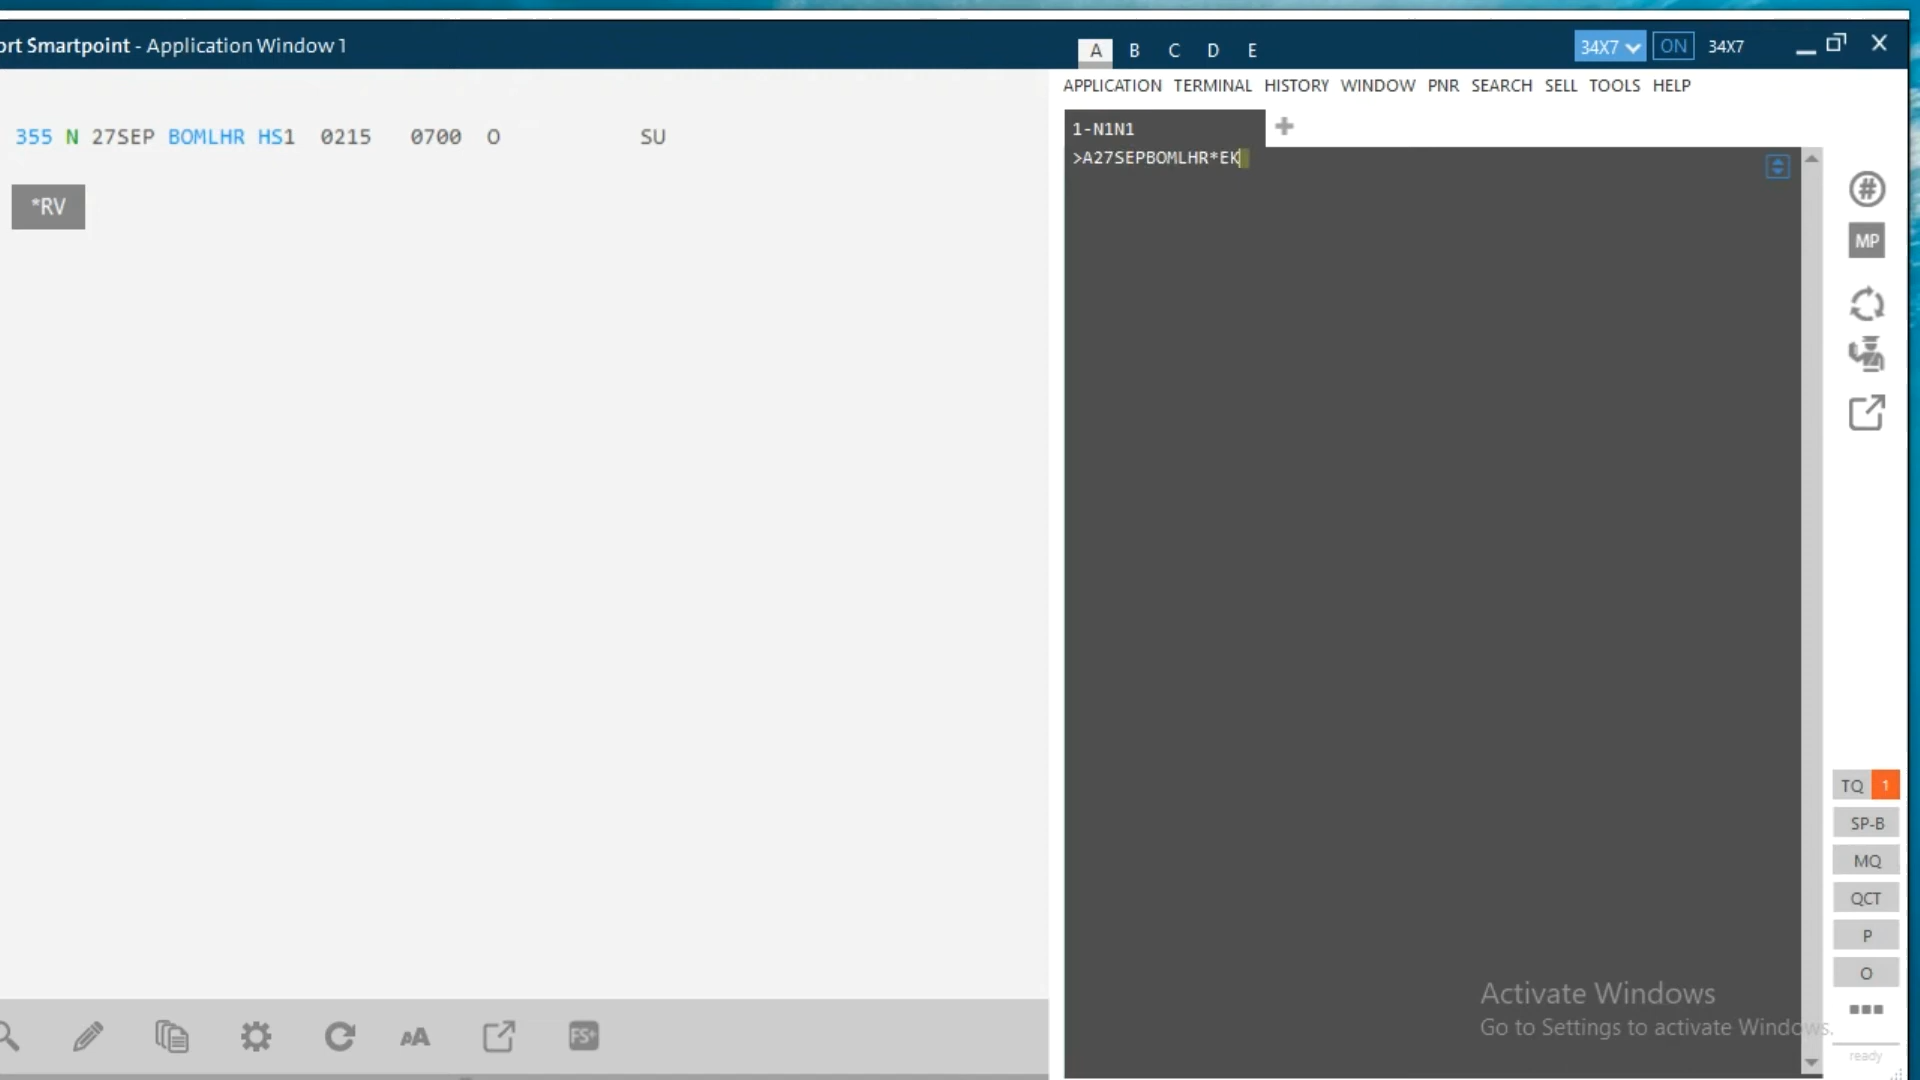 ort Smartpoint - Application Window 1
A B C D E
34X7 ON 34X7
APPLICATION TERMINAL HISTORY WINDOW PNR SEARCH SELL TOOLS HELP
355 N 27SEP BOMLHR HS1 0215 0700 O SU
*RV
1-N1N1
>A27SEPBOMLHR*EK
#
MP
TQ 1
SP-B
MQ
QCT
P
O
Activate Windows
Go to Settings to activate Windows.
ready
AA
FS+